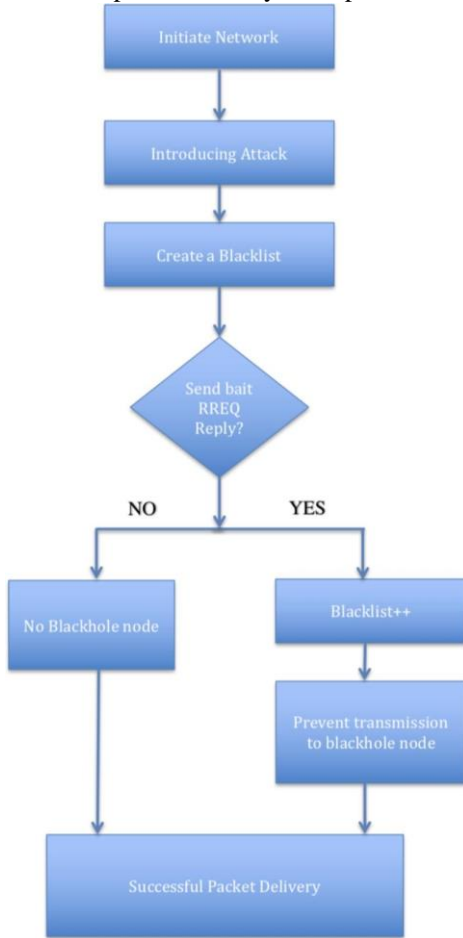 Initiate Network
Introducing Attack
Create a Blacklist
Send bait
RREQ
Reply?
NO
YES
No Blackhole node
Blacklist++
Prevent transmission
to blackhole node
Successful Packet Delivery